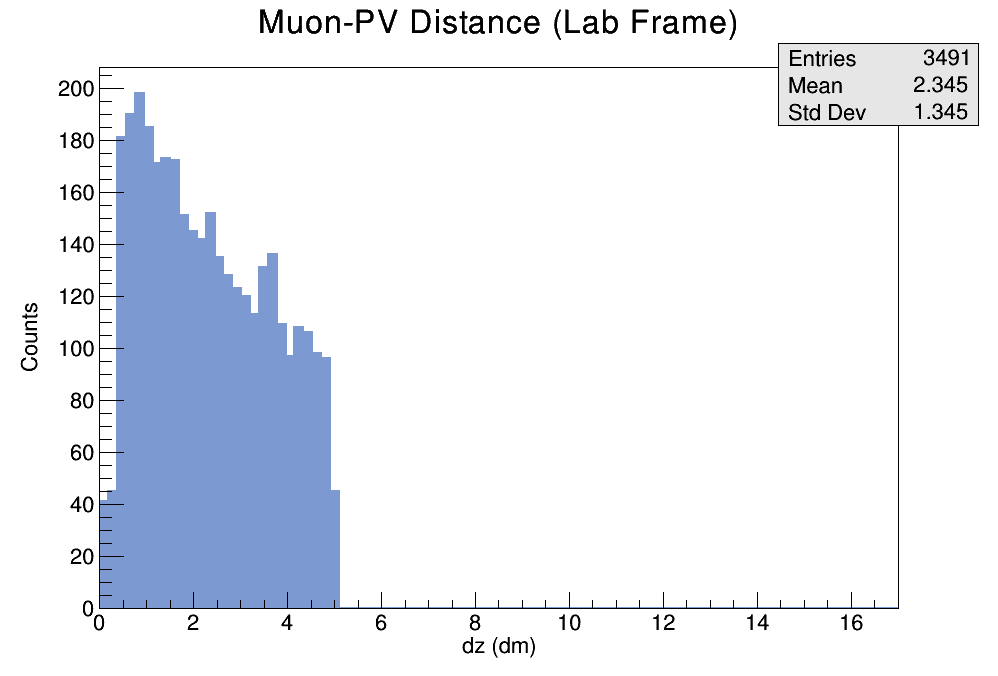 Muon-PV Distance (Lab Frame)
Entries 3491
Mean 2.345
Std Dev 1.345
200
180
160
140
120
100
80
60
40
20
0
Counts
0 2 4 6 8 10 12 14 16
dz (dm)